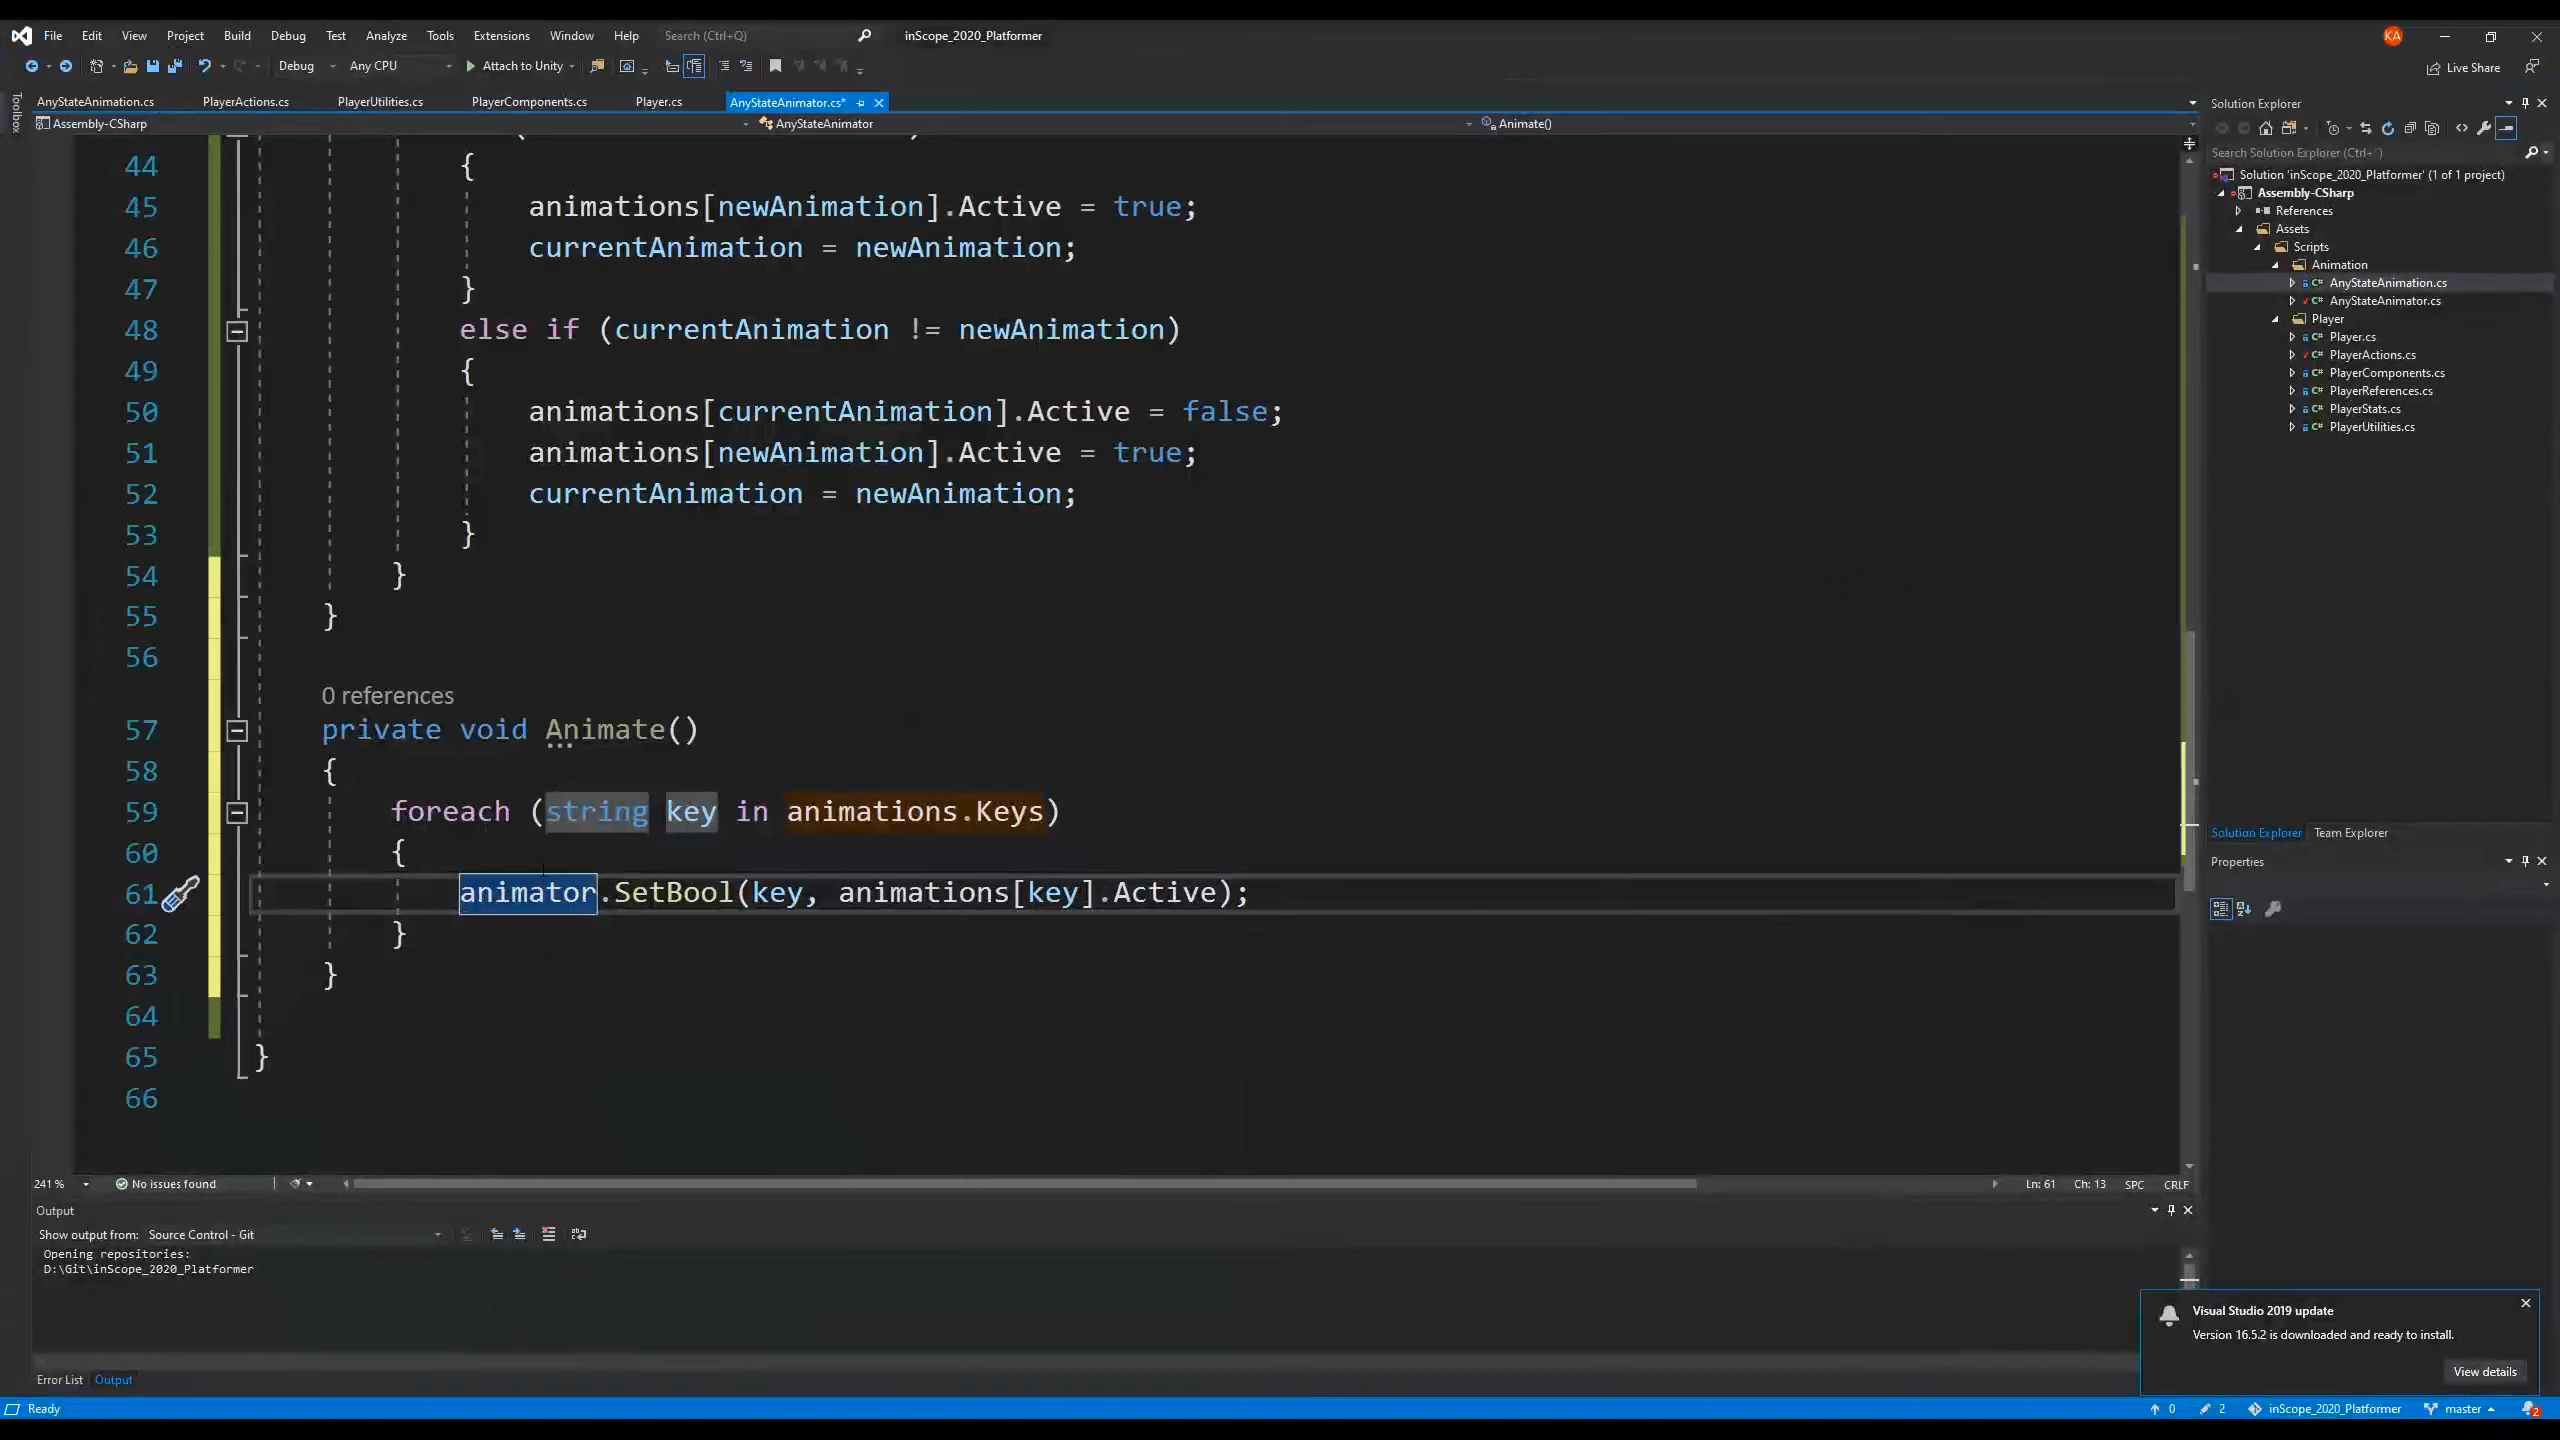 File Edit View Project Build Debug Test Analyze Tools Extensions Window Help Search (Ctrl+Q) inScope_2020_Platformer KA
Debug Any CPU Attach to Unity Live Share
Toolbox
AnyStateAnimation.cs PlayerActions.cs PlayerUtilities.cs PlayerComponents.cs Player.cs AnyStateAnimator.cs*
Assembly-CSharp AnyStateAnimator Animate()
44 {
45 animations[newAnimation].Active = true;
46 currentAnimation = newAnimation;
47 }
48 else if (currentAnimation != newAnimation)
49 {
50 animations[currentAnimation].Active = false;
51 animations[newAnimation].Active = true;
52 currentAnimation = newAnimation;
53 }
54 }
55 }
56
0 references
57 private void Animate()
58 {
59 foreach (string key in animations.Keys)
60 {
61 animator.SetBool(key, animations[key].Active);
62 }
63 }
64
65 }
66
241 % No issues found Ln: 61 Ch: 13 SPC CRLF
Output
Show output from: Source Control - Git
Opening repositories:
D:\Git\inScope_2020_Platformer
Error List Output
Ready
Solution Explorer
Search Solution Explorer (Ctrl+¨)
Solution 'inScope_2020_Platformer' (1 of 1 project)
Assembly-CSharp
References
Assets
Scripts
Animation
AnyStateAnimation.cs
AnyStateAnimator.cs
Player
Player.cs
PlayerActions.cs
PlayerComponents.cs
PlayerReferences.cs
PlayerStats.cs
PlayerUtilities.cs
Solution Explorer Team Explorer
Properties
Visual Studio 2019 update
Version 16.5.2 is downloaded and ready to install.
View details
0 2 inScope_2020_Platformer master 2